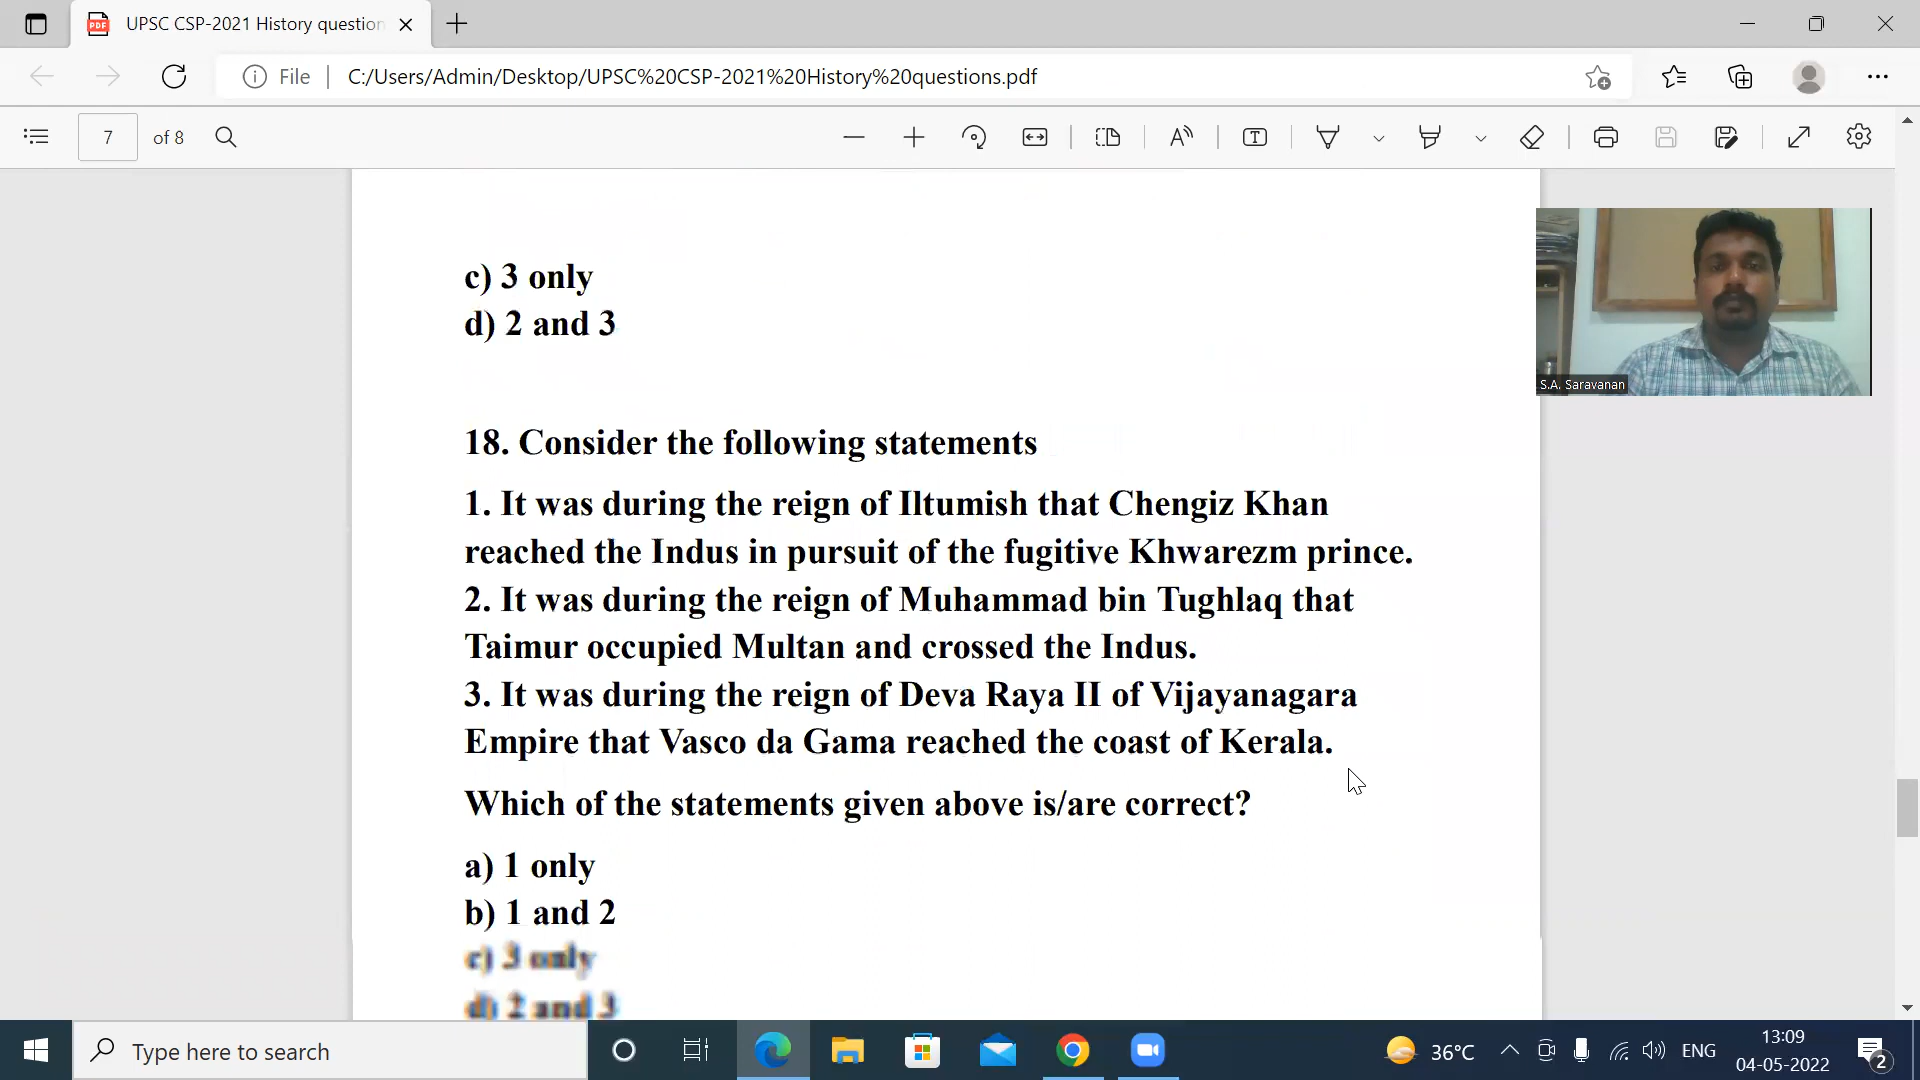 UPSC CSP-2021 History question
File
C:/Users/Admin/Desktop/UPSC%20CSP-2021%20History%20questions.pdf
7 of 8
c) 3 only
d) 2 and 3
S.A. Saravanan
18. Consider the following statements
1. It was during the reign of Iltumish that Chengiz Khan
reached the Indus in pursuit of the fugitive Khwarezm prince.
2. It was during the reign of Muhammad bin Tughlaq that
Taimur occupied Multan and crossed the Indus.
3. It was during the reign of Deva Raya II of Vijayanagara
Empire that Vasco da Gama reached the coast of Kerala.
Which of the statements given above is/are correct?
a) 1 only
b) 1 and 2
c) 3 only
d) 2 and 3
Type here to search
36°C
ENG
13:09
04-05-2022
2